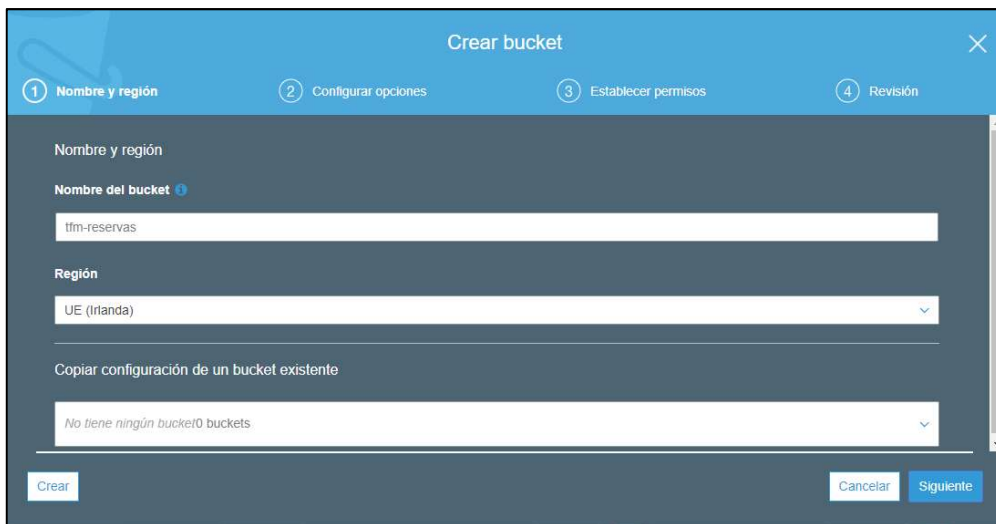 Crear bucket
1 Nombre y región
2 Configurar opciones
3 Establecer permisos
4 Revisión
Nombre y región
Nombre del bucket
tfm-reservas
Región
UE (Irlanda)
Copiar configuración de un bucket existente
No tiene ningún bucket0 buckets
Crear
Cancelar
Siguiente